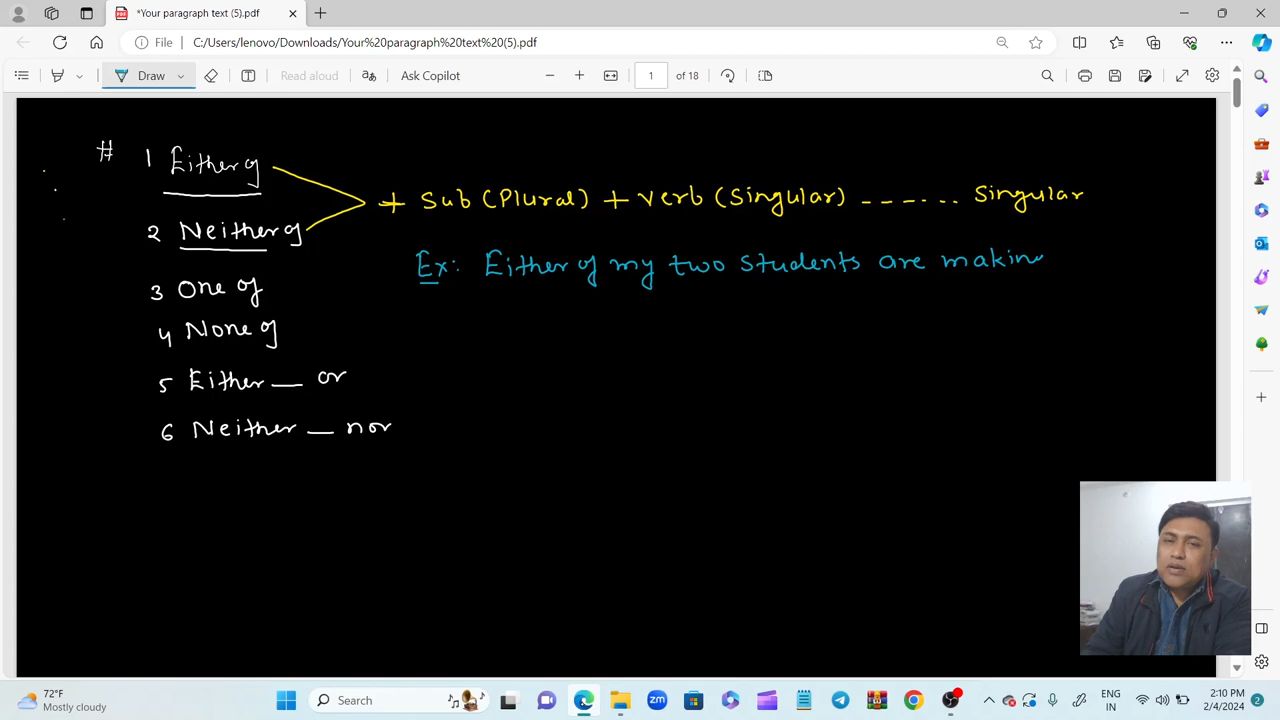 *Your paragraph text (5).pdf
File C:/Users/lenovo/Downloads/Your%20paragraph%20text%20(5).pdf
Draw Read aloud Ask Copilot 1 of 18
# 1 Either of
+ Sub (Plural) + Verb (Singular) ------.. Singular
2 Neither of
Ex: Either of my two students are makin
3 One of
4 None of
5 Either __ or
6 Neither __ nor
72°F
Mostly cloudy
Search
ENG
IN
2:10 PM
2/4/2024